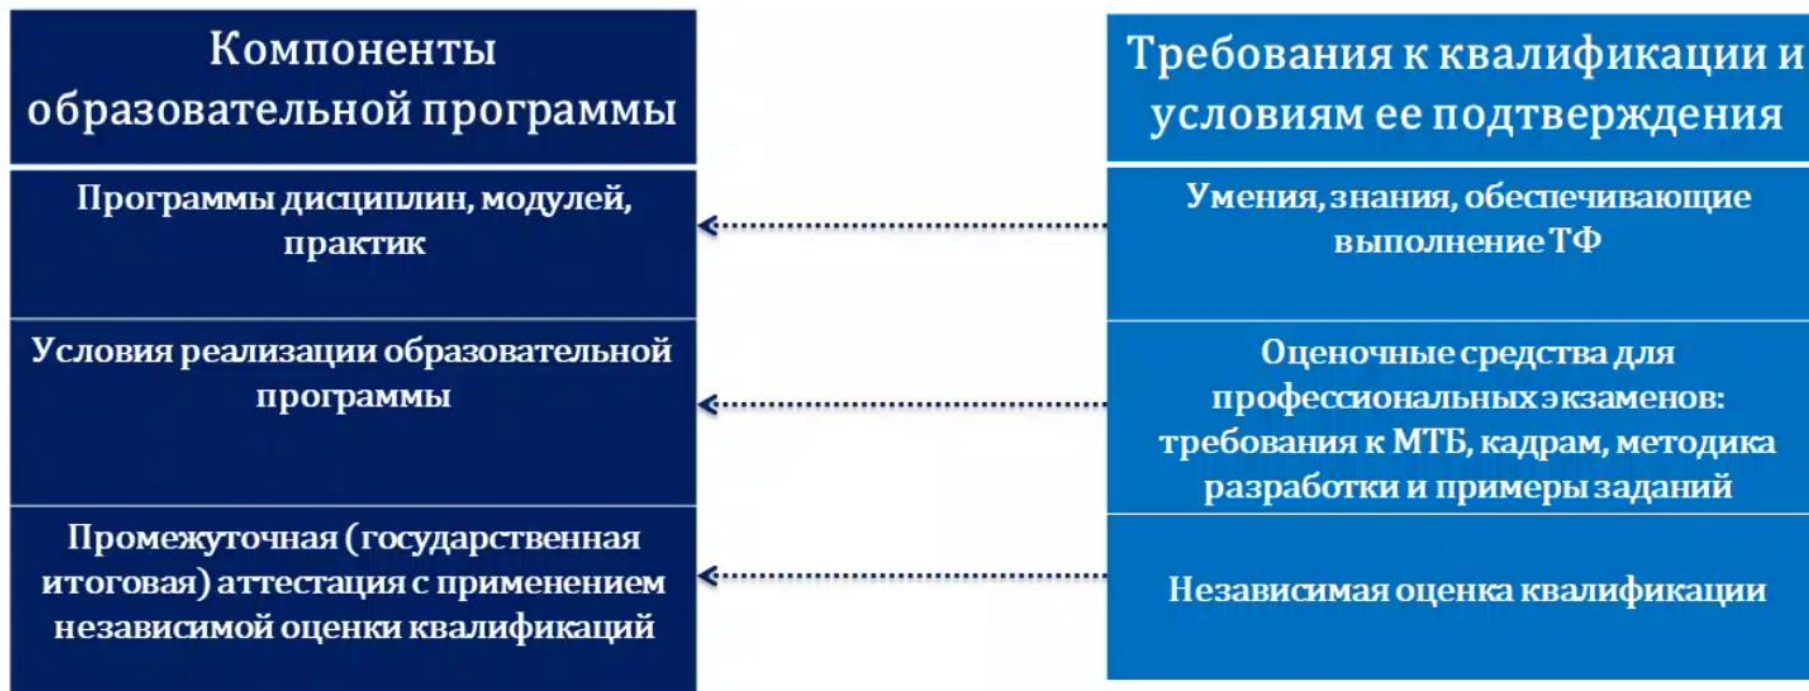 Компоненты
образовательной программы
Программы дисциплин, модулей,
практик
Условия реализации образовательной
программы
Промежуточная (государственная
итоговая) аттестация с применением
независимой оценки квалификаций
Требования к квалификации и
условиям ее подтверждения
Умения, знания, обеспечивающие
выполнение ТФ
Оценочные средства для
профессиональных экзаменов:
требования к МТБ, кадрам, методика
разработки и примеры заданий
Независимая оценка квалификации